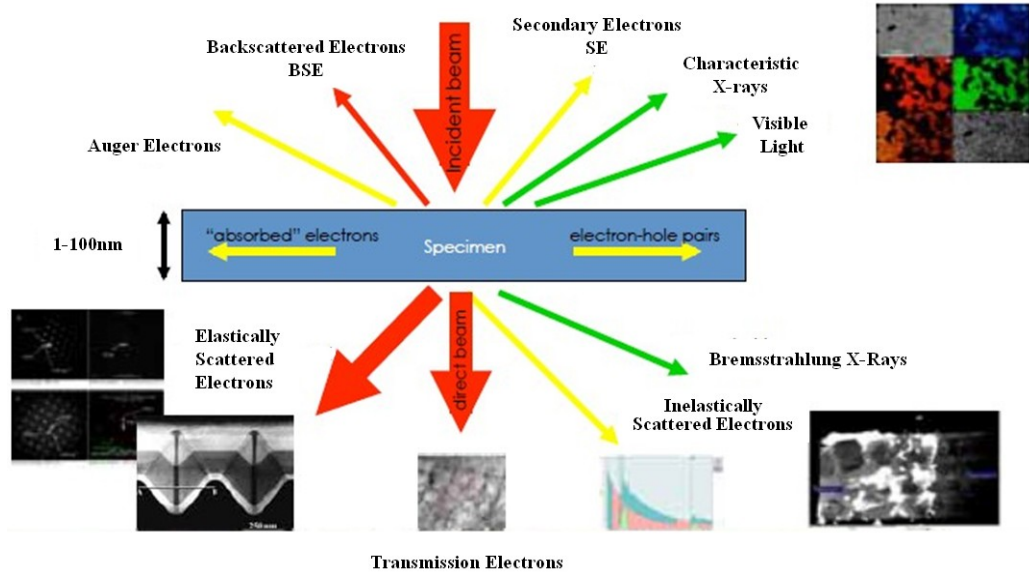 Backscattered Electrons
BSE
Secondary Electrons
SE
Characteristic
X-rays
Visible
Light
Auger Electrons
Incident beam
1-100nm
"absorbed" electrons
Specimen
electron-hole pairs
Elastically
Scattered
Electrons
direct beam
Bremsstrahlung X-Rays
Inelastically
Scattered Electrons
250 nm
Transmission Electrons